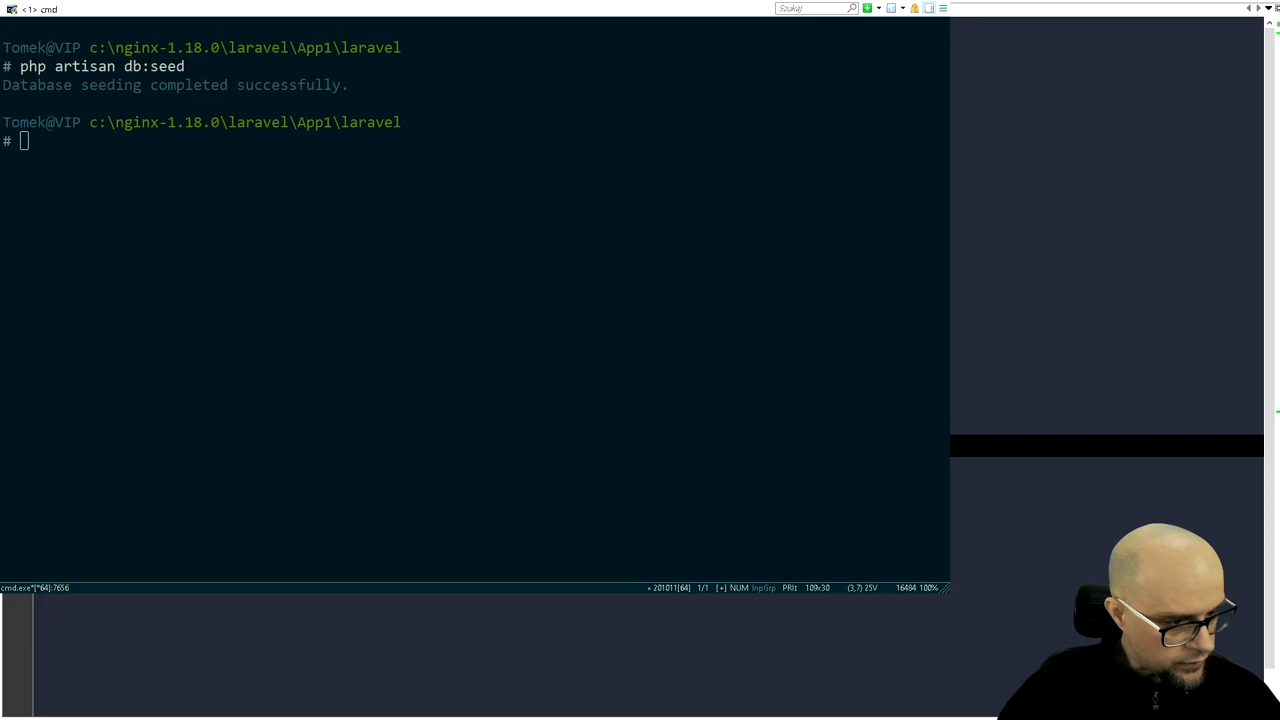 <1> cmd
Szukaj
Tomek@VIP c:\nginx-1.18.0\laravel\App1\laravel
# php artisan db:seed
Database seeding completed successfully.
Tomek@VIP c:\nginx-1.18.0\laravel\App1\laravel
#
cmd.exe*[*64]:7656
« 201011[64] 1/1 [+] NUM InpGrp PRI‡ 109x30 (3,7) 25V 16484 100%